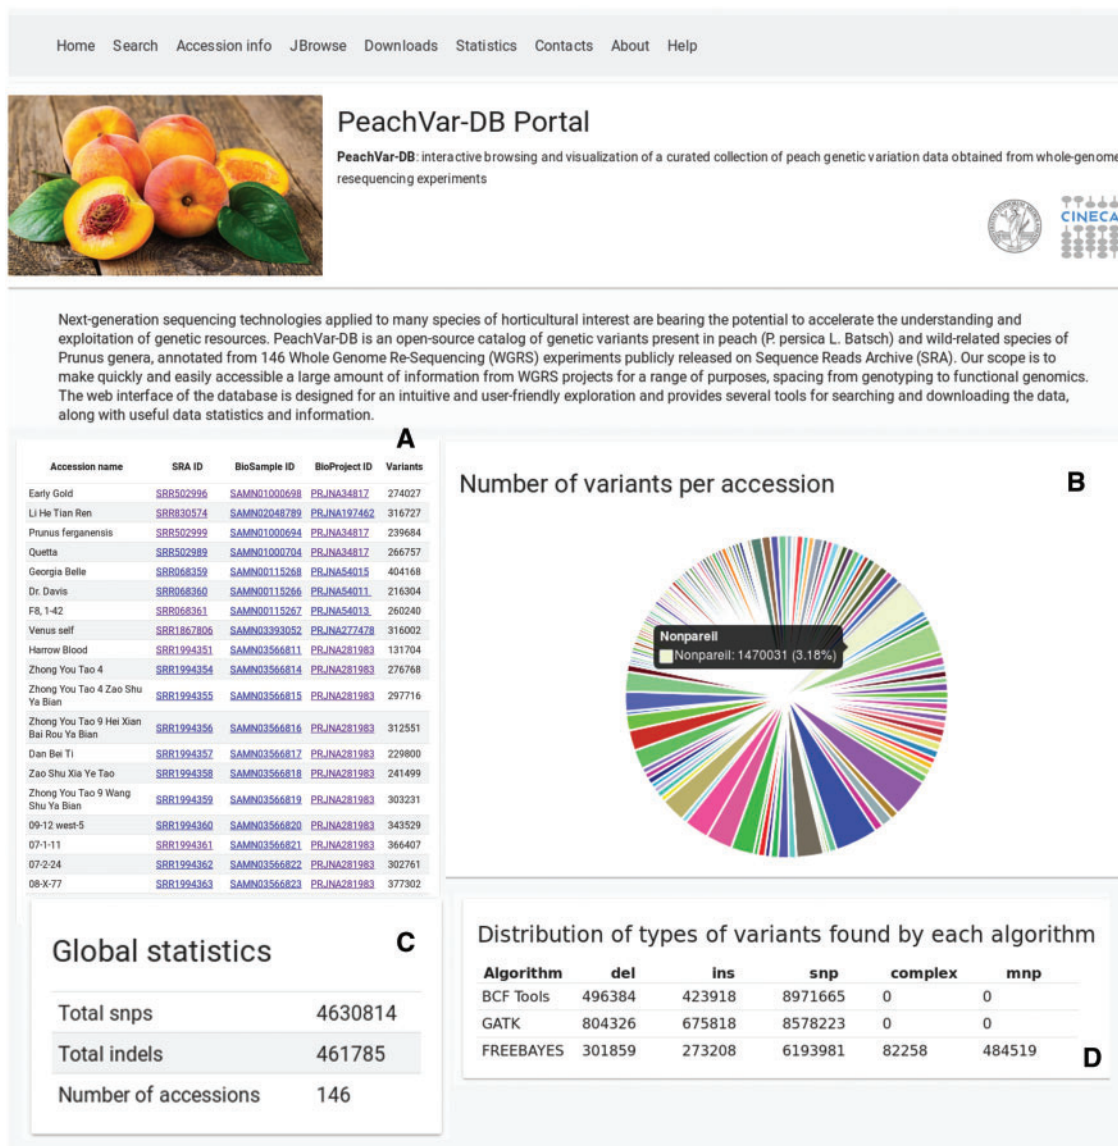 Home Search Accession info JBrowse Downloads Statistics Contacts About Help
PeachVar-DB Portal
PeachVar-DB: interactive browsing and visualization of a curated collection of peach genetic variation data obtained from whole-genome
resequencing experiments
CINECA
Next-generation sequencing technologies applied to many species of horticultural interest are bearing the potential to accelerate the understanding and
exploitation of genetic resources. PeachVar-DB is an open-source catalog of genetic variants present in peach (P. persica L. Batsch) and wild-related species of
Prunus genera, annotated from 146 Whole Genome Re-Sequencing (WGRS) experiments publicly released on Sequence Reads Archive (SRA). Our scope is to
make quickly and easily accessible a large amount of information from WGRS projects for a range of purposes, spacing from genotyping to functional genomics.
The web interface of the database is designed for an intuitive and user-friendly exploration and provides several tools for searching and downloading the data,
along with useful data statistics and information.
A
Accession name SRA ID BioSample ID BioProject ID Variants
Early Gold SRR502996 SAMN01000698 PRJNA34817 274027
Li He Tian Ren SRR830574 SAMN02048789 PRJNA197462 316727
Prunus ferganensis SRR502999 SAMN01000694 PRJNA34817 239684
Quetta SRR502989 SAMN01000704 PRJNA34817 266757
Georgia Belle SRR068359 SAMN00115268 PRJNA54015 404168
Dr. Davis SRR068360 SAMN00115266 PRJNA54011 216304
F8, 1-42 SRR068361 SAMN00115267 PRJNA54013 260240
Venus self SRR1867806 SAMN03393052 PRJNA277478 316002
Harrow Blood SRR1994351 SAMN03566811 PRJNA281983 131704
Zhong You Tao 4 SRR1994354 SAMN03566814 PRJNA281983 276768
Zhong You Tao 4 Zao Shu
Ya Bian SRR1994355 SAMN03566815 PRJNA281983 297716
Zhong You Tao 9 Hei Xian
Bai Rou Ya Bian SRR1994356 SAMN03566816 PRJNA281983 312551
Dan Bei Ti SRR1994357 SAMN03566817 PRJNA281983 229800
Zao Shu Xia Ye Tao SRR1994358 SAMN03566818 PRJNA281983 241499
Zhong You Tao 9 Wang
Shu Ya Bian SRR1994359 SAMN03566819 PRJNA281983 303231
09-12 west-5 SRR1994360 SAMN03566820 PRJNA281983 343529
07-1-11 SRR1994361 SAMN03566821 PRJNA281983 366407
07-2-24 SRR1994362 SAMN03566822 PRJNA281983 302761
08-X-77 SRR1994363 SAMN03566823 PRJNA281983 377302
Number of variants per accession B
Nonpareil
Nonpareil: 1470031 (3.18%)
Global statistics C
Total snps 4630814
Total indels 461785
Number of accessions 146
Distribution of types of variants found by each algorithm
Algorithm del ins snp complex mnp
BCF Tools 496384 423918 8971665 0 0
GATK 804326 675818 8578223 0 0
FREEBAYES 301859 273208 6193981 82258 484519
D